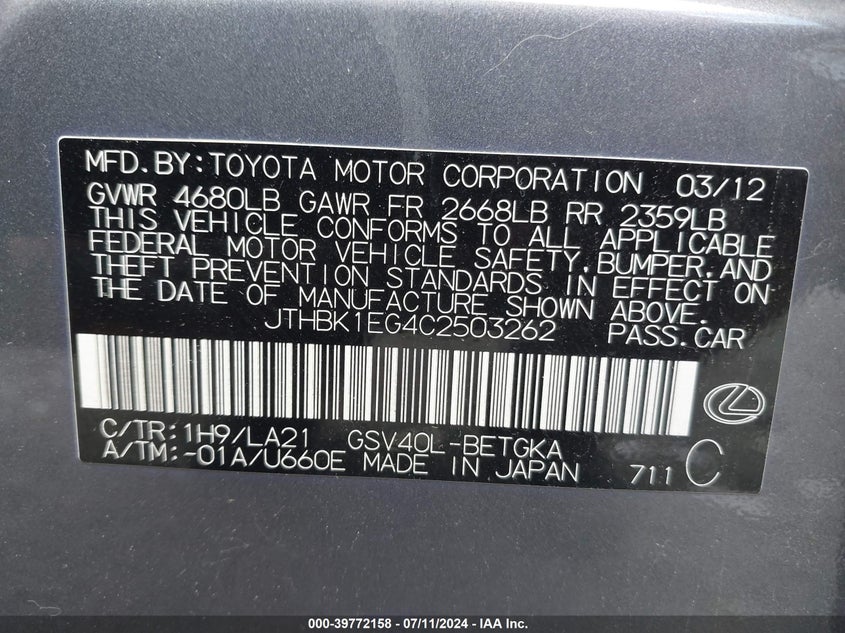 MFD.BY:TOYOTA MOTOR CORPORATION 03/12
GVWR 4680LB GAWR FR 2668LB RR 2359LB
THIS VEHICLE CONFORMS TO ALL APPLICABLE
FEDERAL MOTOR VEHICLE SAFETY,BUMPER,AND
THEFT PREVENTION STANDARDS IN EFFECT ON
THE DATE OF MANUFACTURE SHOWN ABOVE.
JTHBK1EG4C2503262 PASS.CAR
C/TR:1H9/LA21 GSV40L-BETGKA
A/TM:-01A/U660E MADE IN JAPAN 711 C
000-39772158 - 07/11/2024 - IAA Inc.